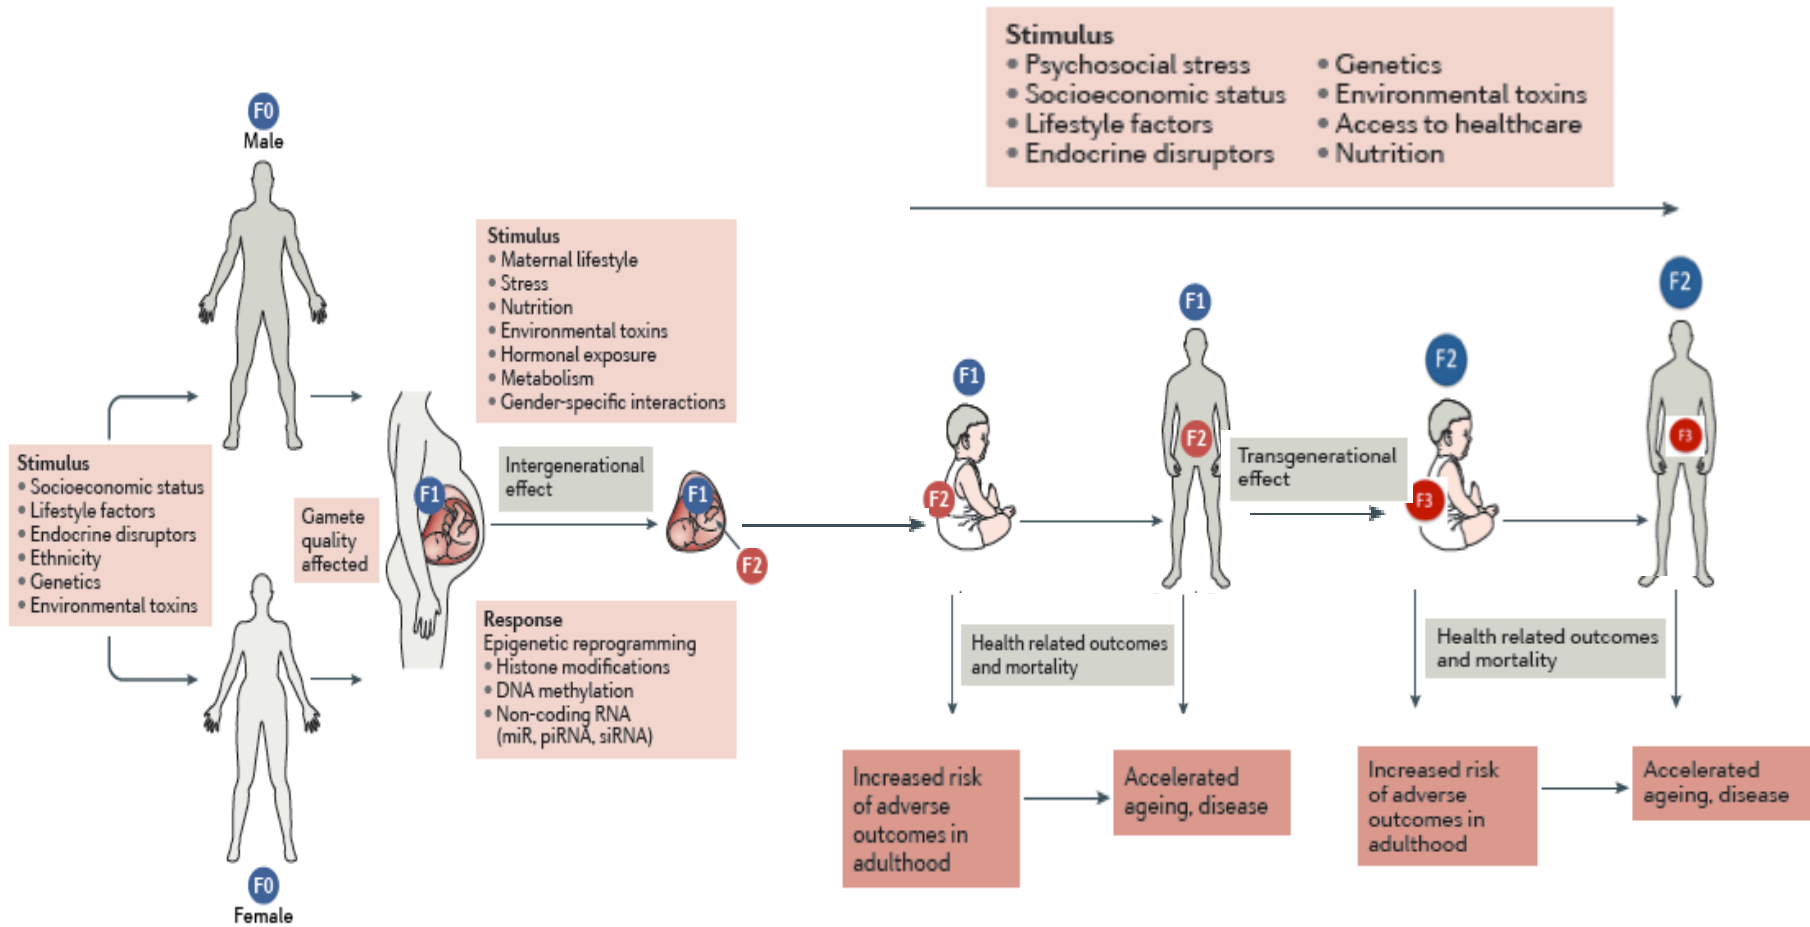 F0
Male
Stimulus
• Socioeconomic status
• Lifestyle factors
• Endocrine disruptors
• Ethnicity
• Genetics
• Environmental toxins
F0
Female
Gamete
quality
affected
F1
Stimulus
• Maternal lifestyle
• Stress
• Nutrition
• Environmental toxins
• Hormonal exposure
• Metabolism
• Gender-specific interactions
Intergenerational
effect
F1
F2
Response
Epigenetic reprogramming
• Histone modifications
• DNA methylation
• Non-coding RNA
(miR, piRNA, siRNA)
Stimulus
• Psychosocial stress
• Socioeconomic status
• Lifestyle factors
• Endocrine disruptors
• Genetics
• Environmental toxins
• Access to healthcare
• Nutrition
F1
F2
F1
F2
Transgenerational
effect
F2
F3
F2
F3
Health related outcomes
and mortality
Health related outcomes
and mortality
Increased risk
of adverse
outcomes in
adulthood
Accelerated
ageing, disease
Increased risk
of adverse
outcomes in
adulthood
Accelerated
ageing, disease